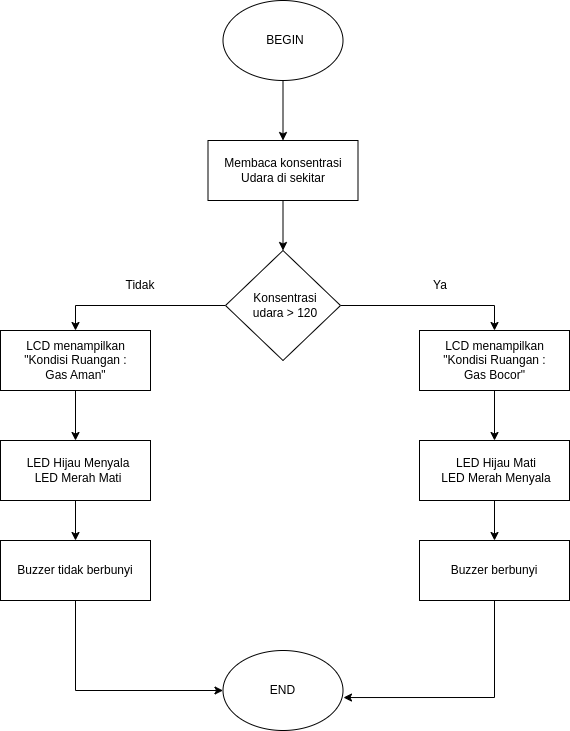 BEGIN
Membaca konsentrasi
Udara di sekitar
Konsentrasi
udara > 120
Tidak
Ya
LCD menampilkan
"Kondisi Ruangan :
Gas Aman"
LCD menampilkan
"Kondisi Ruangan :
Gas Bocor"
LED Hijau Menyala
LED Merah Mati
LED Hijau Mati
LED Merah Menyala
Buzzer tidak berbunyi
Buzzer berbunyi
END